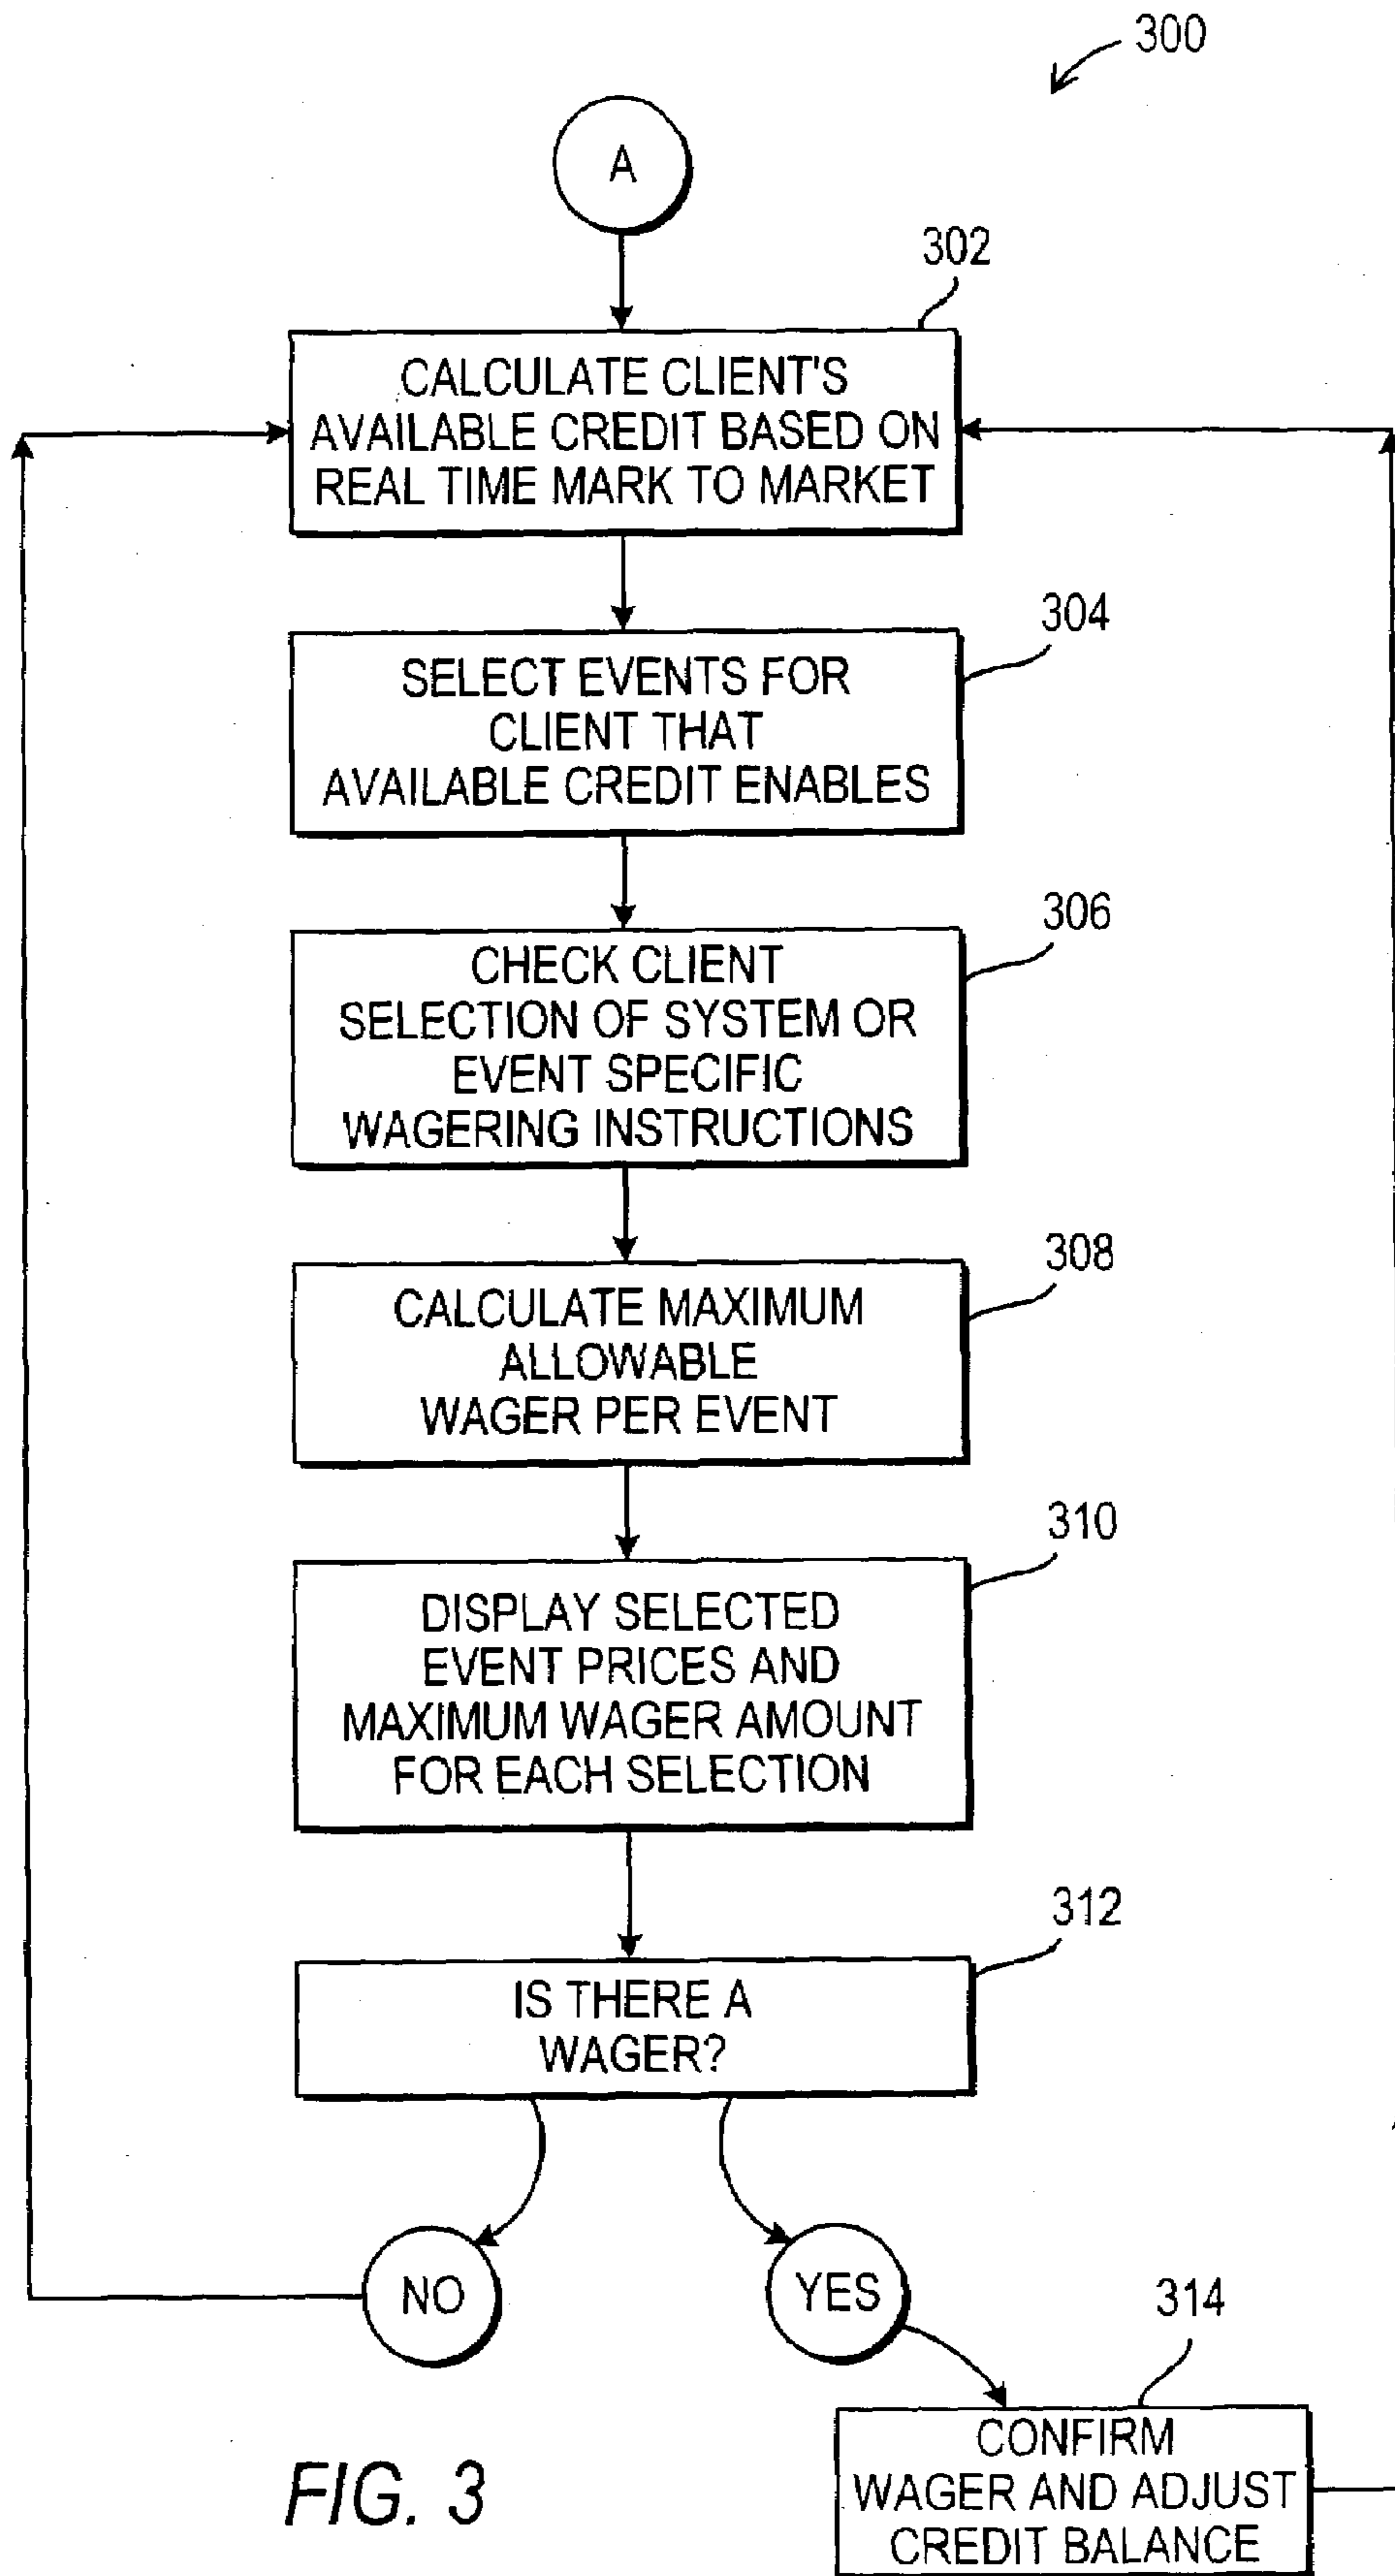 300
A
302
CALCULATE CLIENT'S
AVAILABLE CREDIT BASED ON
REAL TIME MARK TO MARKET
304
SELECT EVENTS FOR
CLIENT THAT
AVAILABLE CREDIT ENABLES
306
CHECK CLIENT
SELECTION OF SYSTEM OR
EVENT SPECIFIC
WAGERING INSTRUCTIONS
308
CALCULATE MAXIMUM
ALLOWABLE
WAGER PER EVENT
310
DISPLAY SELECTED
EVENT PRICES AND
MAXIMUM WAGER AMOUNT
FOR EACH SELECTION
312
IS THERE A
WAGER?
NO
YES
314
CONFIRM
WAGER AND ADJUST
CREDIT BALANCE
FIG. 3